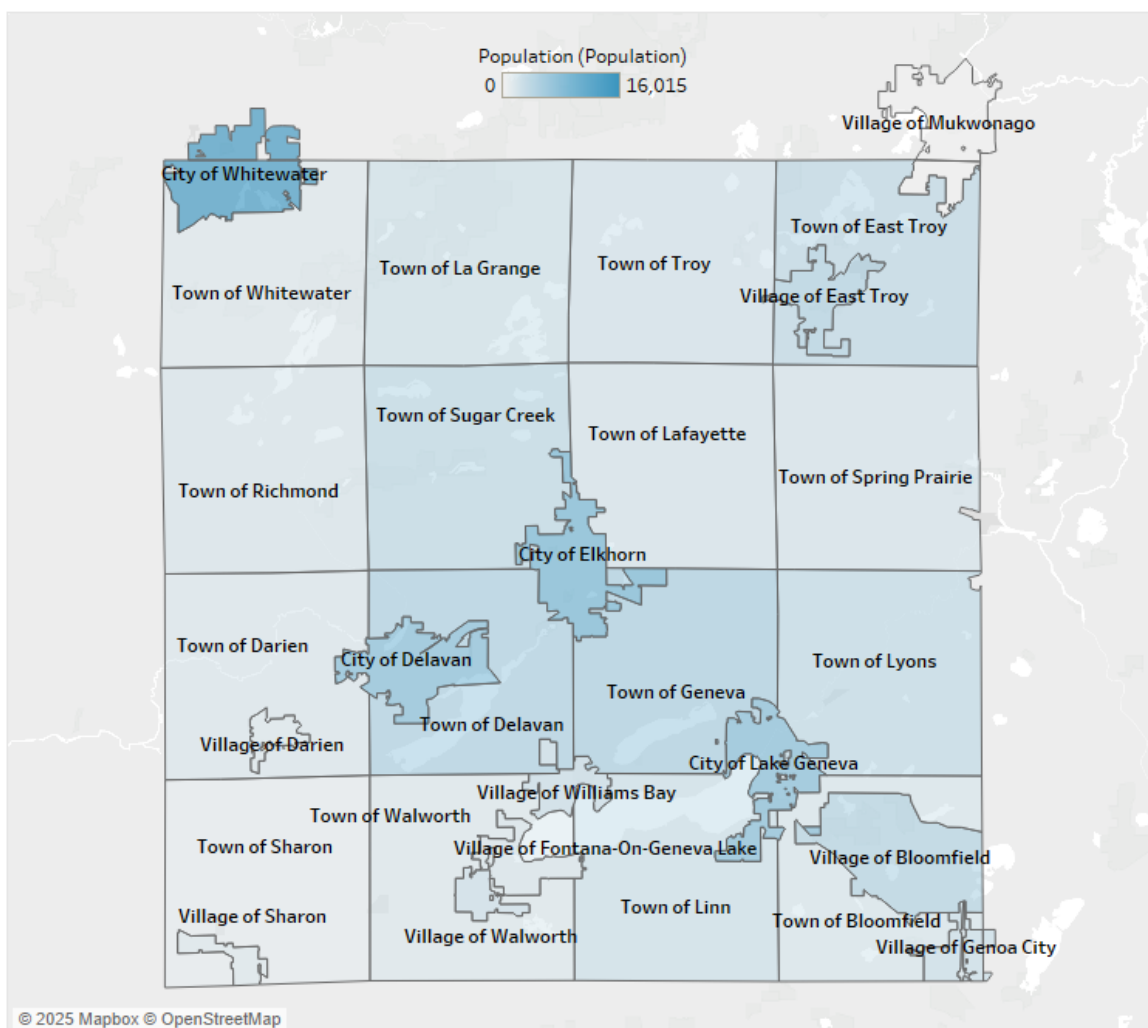 Population (Population)
0 16,015
Village of Mukwonago
City of Whitewater
Town of East Troy
Town of La Grange
Town of Troy
Town of Whitewater
Village of East Troy
Town of Sugar Creek
Town of Lafayette
Town of Richmond
Town of Spring Prairie
City of Elkhorn
Town of Darien
City of Delavan
Town of Lyons
Town of Geneva
Town of Delavan
Village of Darien
City of Lake Geneva
Village of Williams Bay
Town of Walworth
Town of Sharon
Village of Fontana-On-Geneva Lake
Village of Bloomfield
Village of Sharon
Town of Linn
Town of Bloomfield
Village of Walworth
Village of Genoa City
© 2025 Mapbox © OpenStreetMap